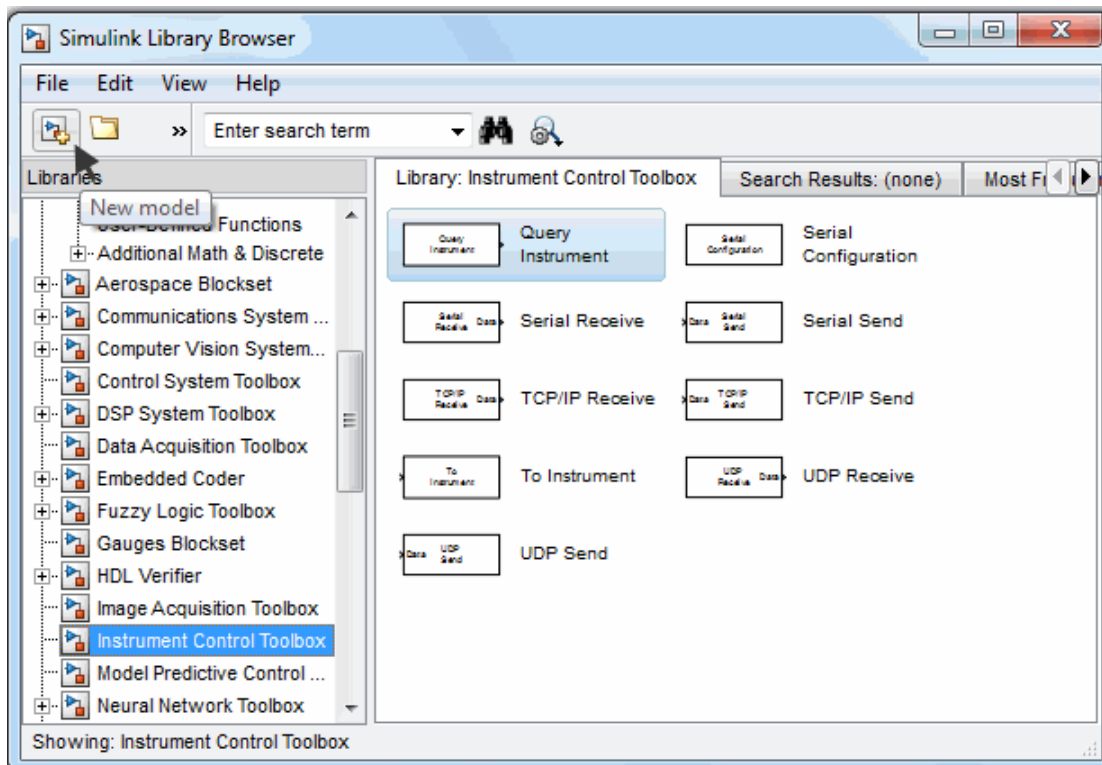 Simulink Library Browser
File Edit View Help
» Enter search term
Libraries
Library: Instrument Control Toolbox
Search Results: (none)
New model
Functions
Additional Math & Discrete
Aerospace Blockset
Communications System ...
Computer Vision System...
Control System Toolbox
DSP System Toolbox
Data Acquisition Toolbox
Embedded Coder
Fuzzy Logic Toolbox
Gauges Blockset
HDL Verifier
Image Acquisition Toolbox
Instrument Control Toolbox
Model Predictive Control ...
Neural Network Toolbox
Query
Instrument
Query
Instrument
Serial
Configuration
Serial
Configuration
Serial
Receive Data
Serial Receive
Data Serial
Send
Serial Send
TCP/IP
Receive Data
TCP/IP Receive
Data TCP/IP
Send
TCP/IP Send
To
Instrument
To Instrument
UDP
Receive Data
UDP Receive
Data UDP
Send
UDP Send
Showing: Instrument Control Toolbox